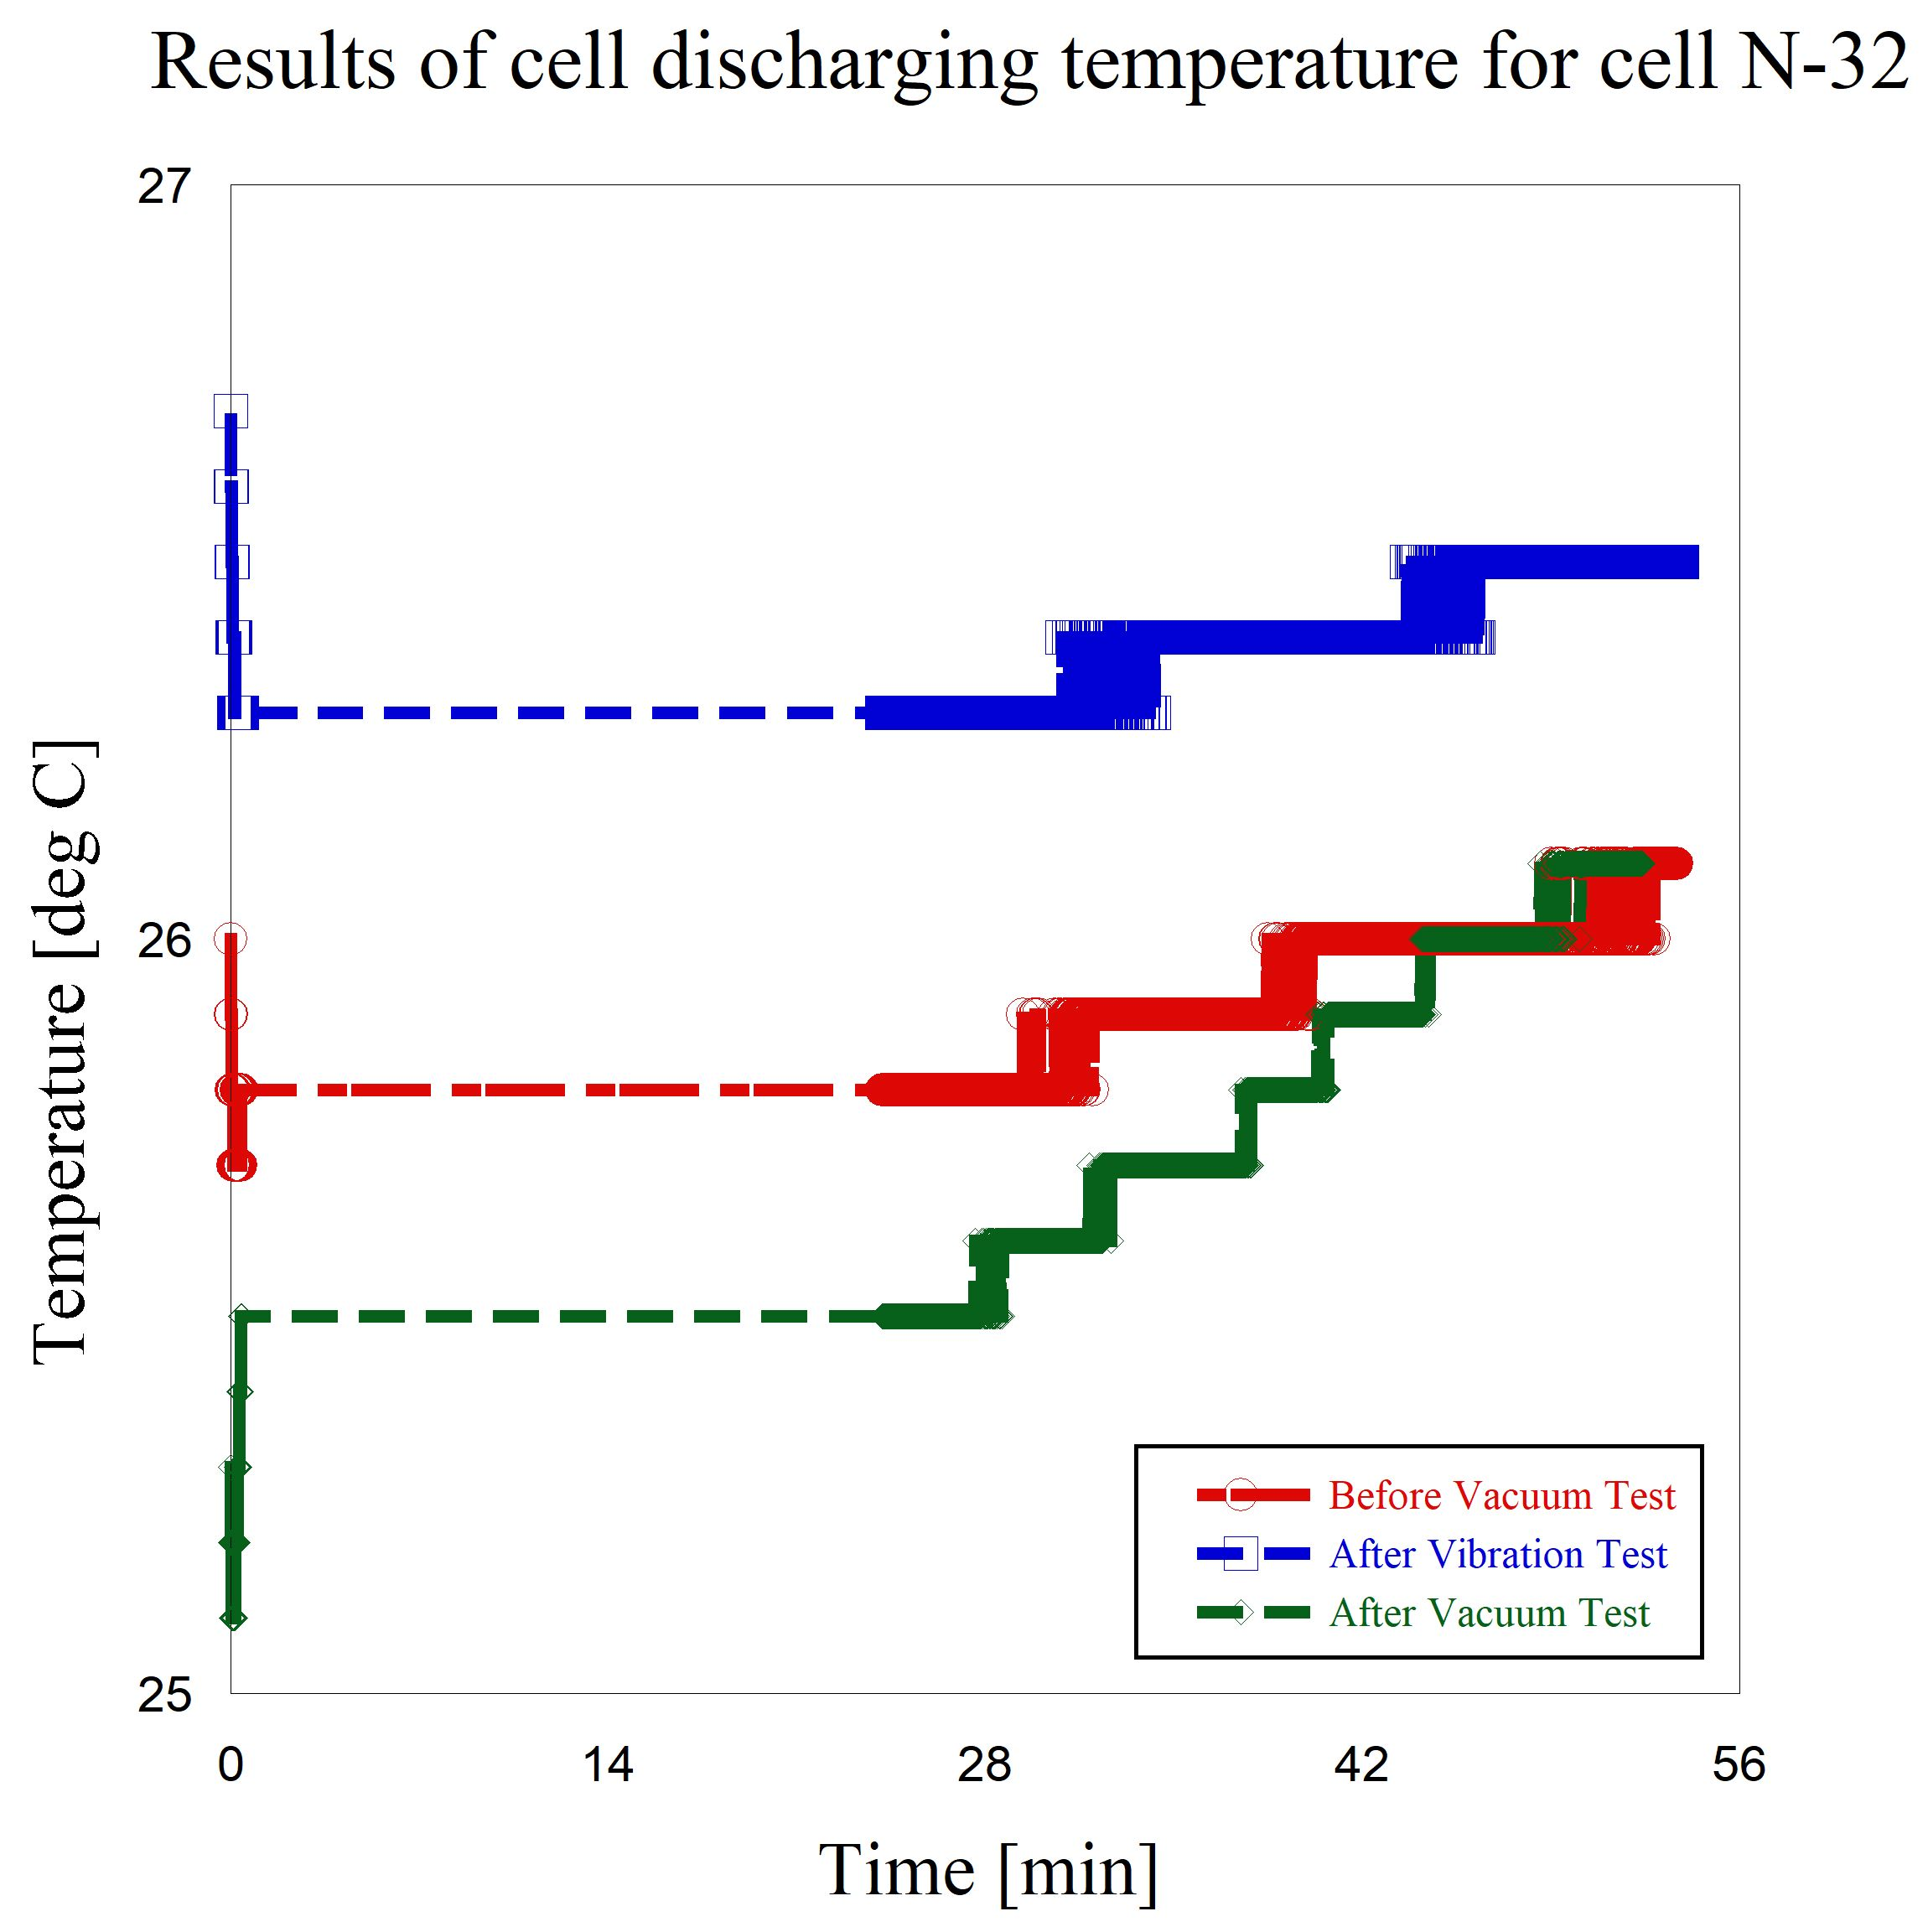 Results of cell discharging temperature for cell N-32
27
26
25
Temperature [deg C]
0 14 28 42 56
Time [min]
Before Vacuum Test
After Vibration Test
After Vacuum Test